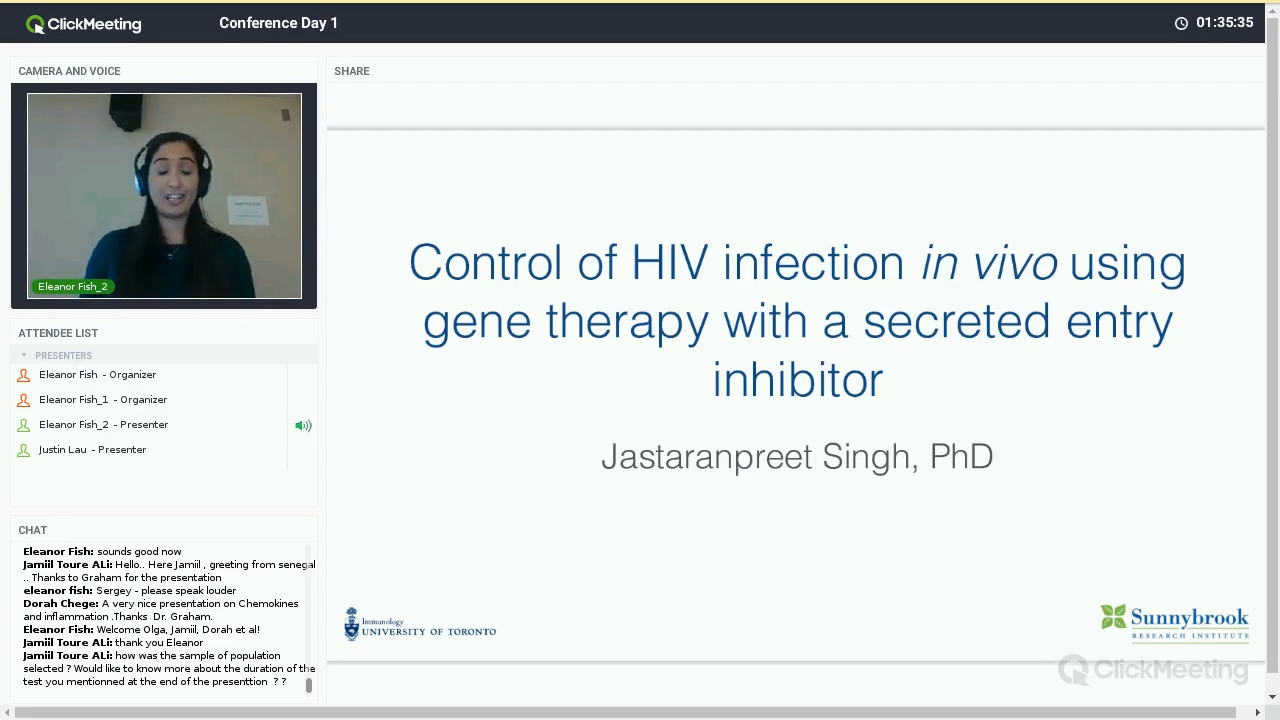 ClickMeeting
Conference Day 1
01:35:35
CAMERA AND VOICE
Eleanor Fish_2
ATTENDEE LIST
PRESENTERS
Eleanor Fish - Organizer
Eleanor Fish_1 - Organizer
Eleanor Fish_2 - Presenter
Justin Lau - Presenter
CHAT
Eleanor Fish: sounds good now
Jamiil Toure ALi: Hello.. Here Jamiil , greeting from senegal
.. Thanks to Graham for the presentation
eleanor fish: Sergey - please speak louder
Dorah Chege: A very nice presentation on Chemokines
and inflammation .Thanks Dr. Graham.
Eleanor Fish: Welcome Olga, Jamiil, Dorah et al!
Jamiil Toure ALi: thank you Eleanor
Jamiil Toure ALi: how was the sample of population
selected ? Would like to know more about the duration of the
test you mentionned at the end of the presenttion ? ?
SHARE
Control of HIV infection in vivo using
gene therapy with a secreted entry
inhibitor
Jastaranpreet Singh, PhD
Immunology
UNIVERSITY OF TORONTO
Sunnybrook
RESEARCH INSTITUTE
ClickMeeting